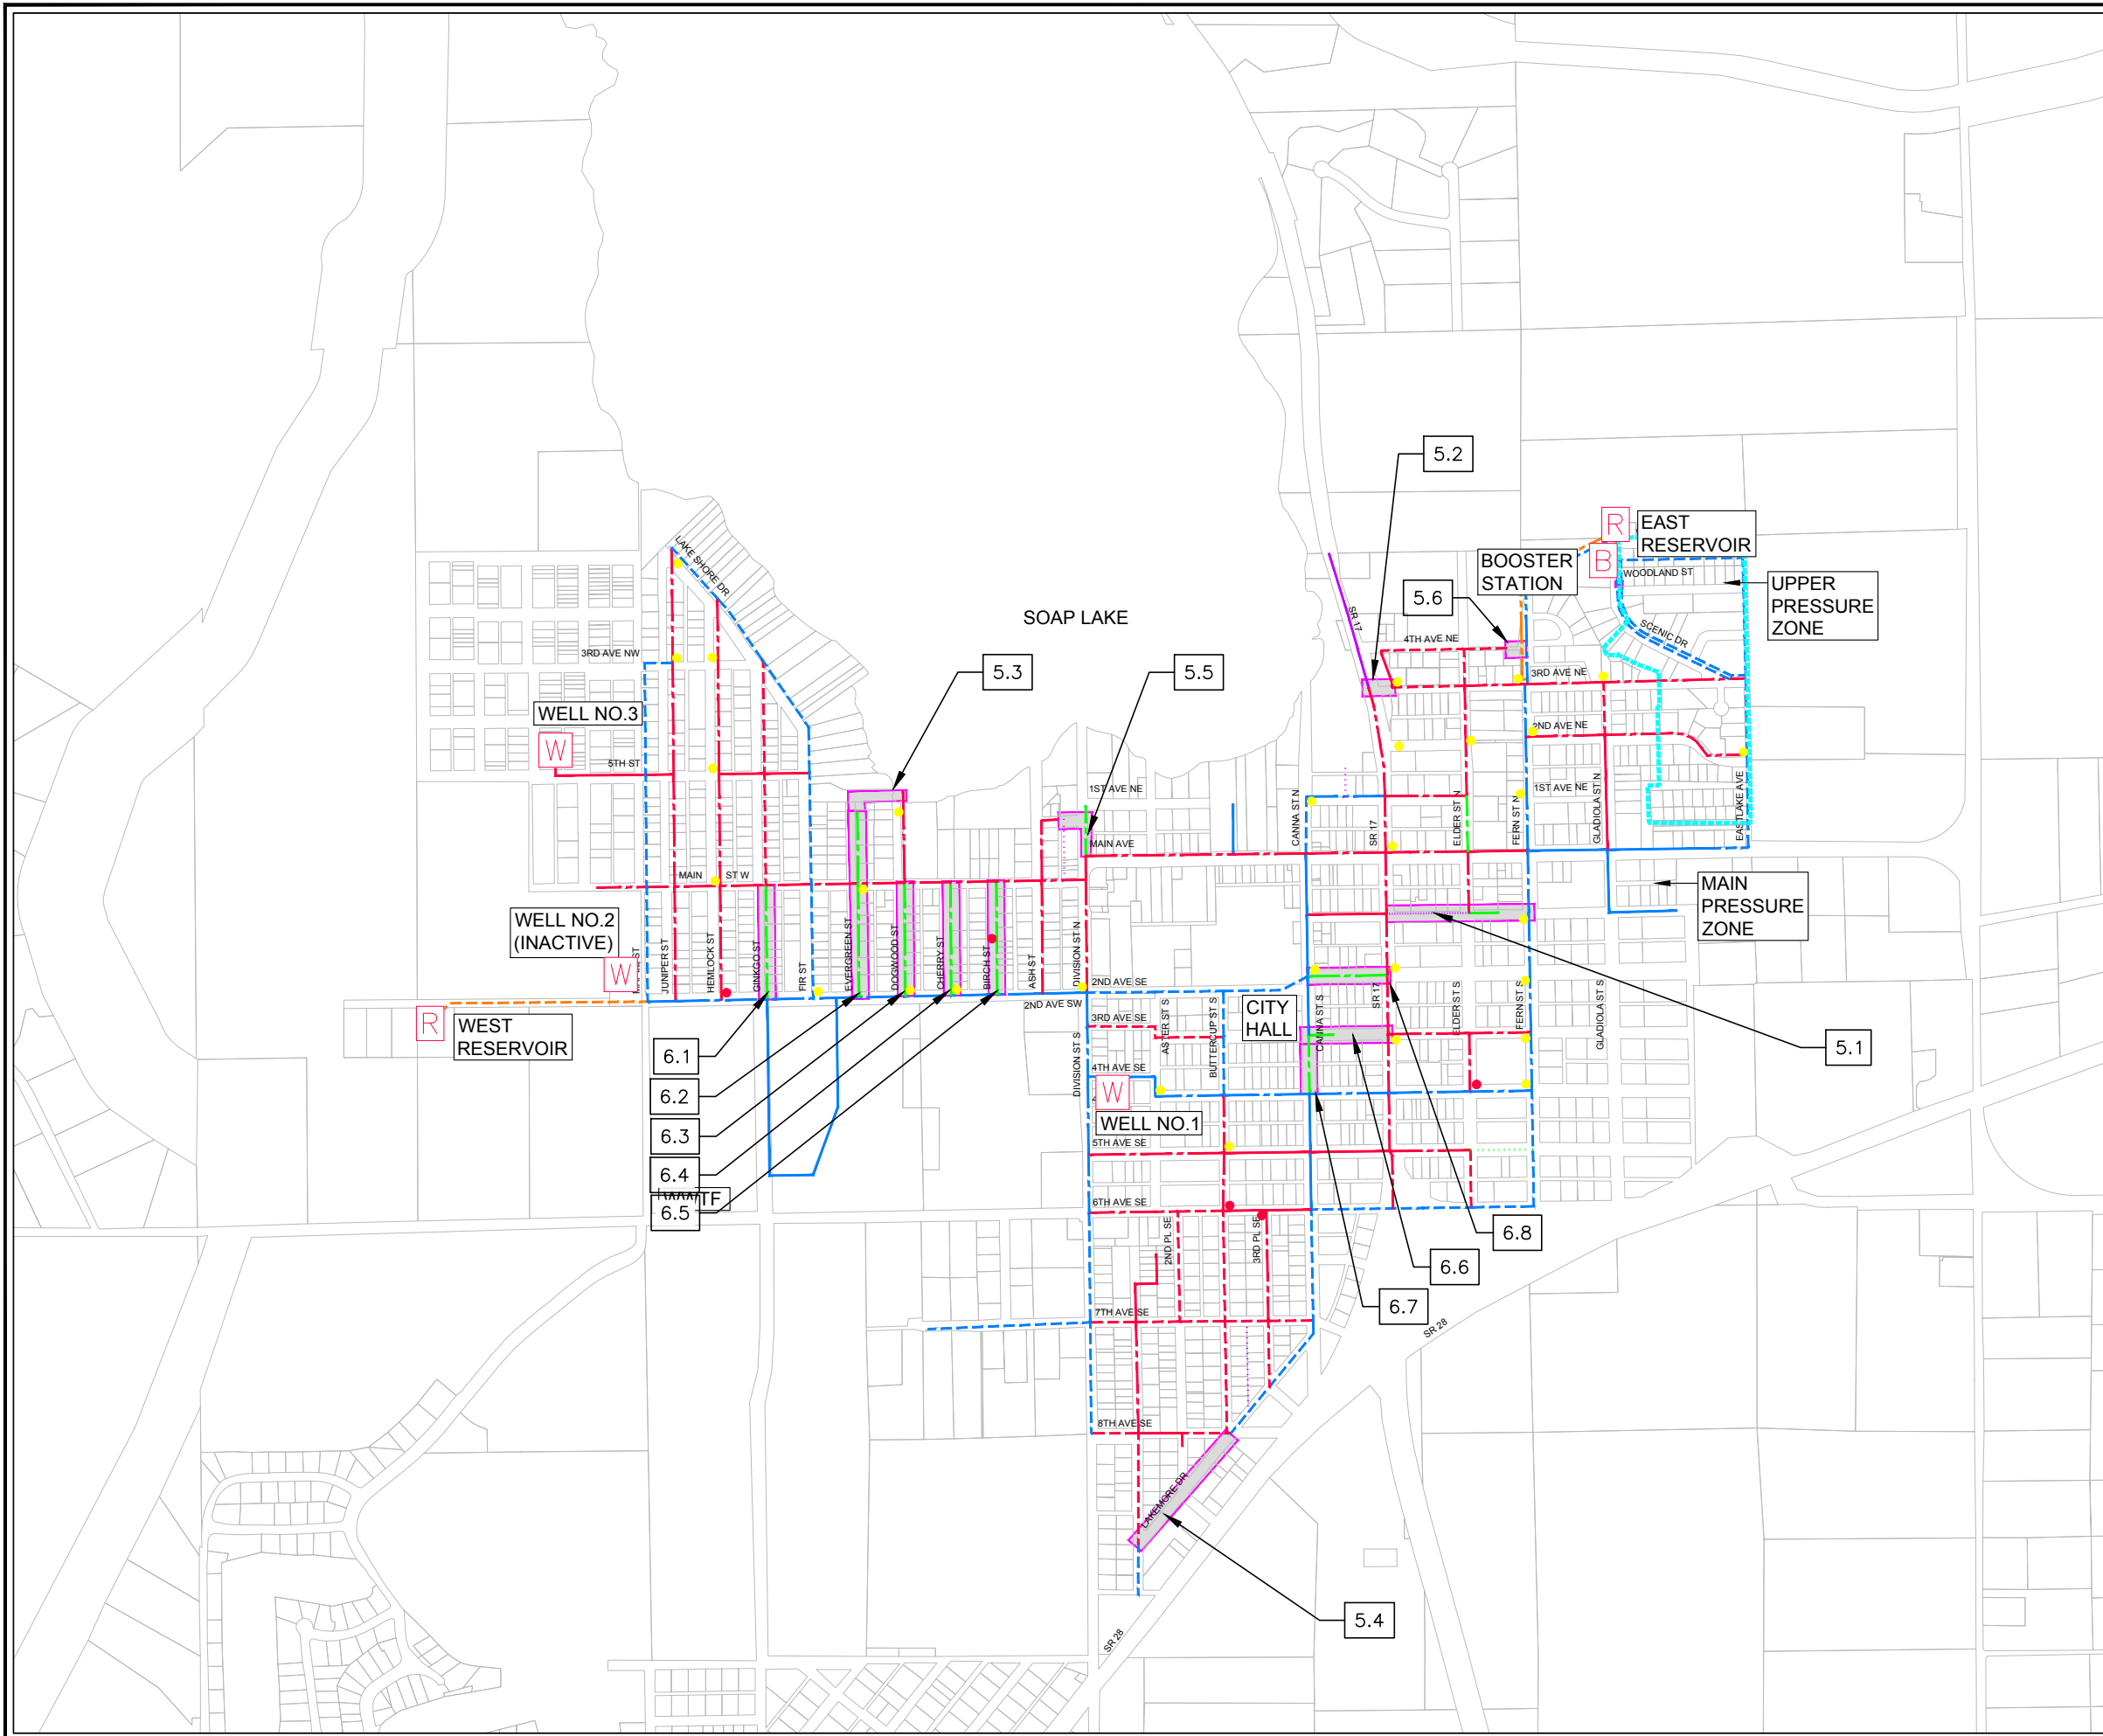 5.2
R
EAST
RESERVOIR
BOOSTER
STATION
B
WOODLAND ST
UPPER
PRESSURE
ZONE
5.6
SR 17
LAKE SHORE DR
SOAP LAKE
4TH AVE NE
SCENIC DR
3RD AVE NW
5.3
5.5
3RD AVE NE
WELL NO.3
W
2ND AVE NE
5TH ST
1ST AVE NE
1ST AVE NE
CANNA ST N
SR 17
ELDER ST N
FERN ST N
GLADIOLA ST N
EASTLAKE AVE
MAIN AVE
MAIN
ST W
MAIN
PRESSURE
ZONE
WELL NO.2
(INACTIVE)
W
JUNIPER ST
HEMLOCK ST
GINKGO ST
FIR ST
EVERGREEN ST
DOGWOOD ST
CHERRY ST
BIRCH ST
ASH ST
DIVISION ST N
2ND AVE SE
2ND AVE SW
R
WEST
RESERVOIR
3RD AVE SE
ASTER ST S
BUTTERCUP ST S
CITY
HALL
CANNA ST S
SR 17
ELDER ST S
FERN ST S
GLADIOLA ST S
DIVISION ST S
6.1
5.1
4TH AVE SE
W
6.2
WELL NO.1
6.3
5TH AVE SE
6.4
WWTF
6.5
6TH AVE SE
6.8
2ND PL SE
3RD PL SE
6.6
6.7
7TH AVE SE
SR 28
8TH AVE SE
LAKEMORE DR
5.4
SR 28